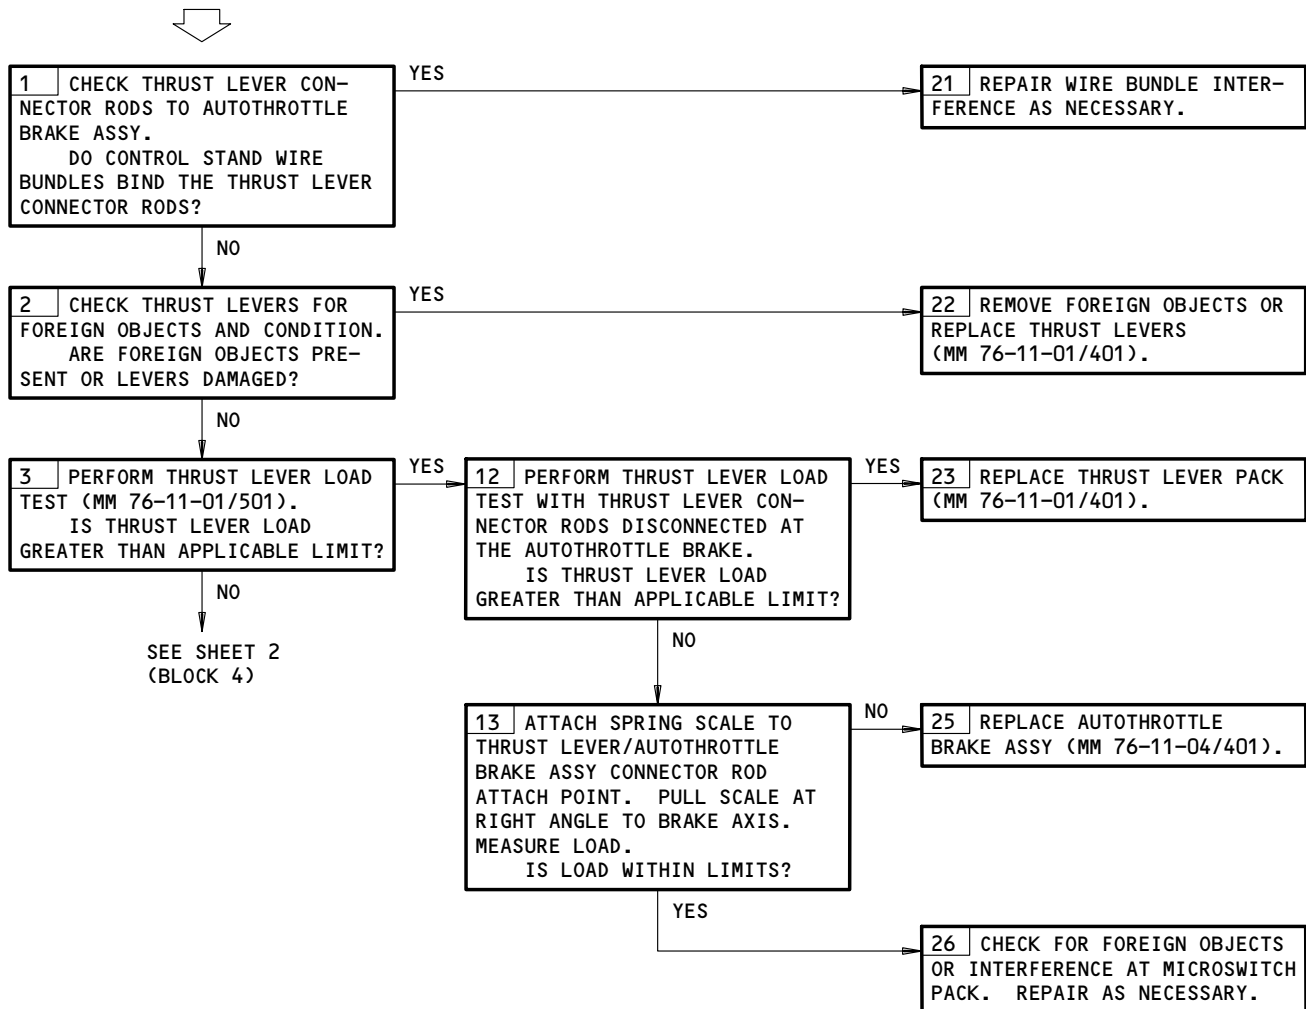 1 CHECK THRUST LEVER CON-
NECTOR RODS TO AUTOTHROTTLE
BRAKE ASSY.
DO CONTROL STAND WIRE
BUNDLES BIND THE THRUST LEVER
CONNECTOR RODS?
YES
21 REPAIR WIRE BUNDLE INTER-
FERENCE AS NECESSARY.
NO
2 CHECK THRUST LEVERS FOR
FOREIGN OBJECTS AND CONDITION.
ARE FOREIGN OBJECTS PRE-
SENT OR LEVERS DAMAGED?
YES
22 REMOVE FOREIGN OBJECTS OR
REPLACE THRUST LEVERS
(MM 76-11-01/401).
NO
3 PERFORM THRUST LEVER LOAD
TEST (MM 76-11-01/501).
IS THRUST LEVER LOAD
GREATER THAN APPLICABLE LIMIT?
YES
12 PERFORM THRUST LEVER LOAD
TEST WITH THRUST LEVER CON-
NECTOR RODS DISCONNECTED AT
THE AUTOTHROTTLE BRAKE.
IS THRUST LEVER LOAD
GREATER THAN APPLICABLE LIMIT?
YES
23 REPLACE THRUST LEVER PACK
(MM 76-11-01/401).
NO
SEE SHEET 2
(BLOCK 4)
NO
13 ATTACH SPRING SCALE TO
THRUST LEVER/AUTOTHROTTLE
BRAKE ASSY CONNECTOR ROD
ATTACH POINT. PULL SCALE AT
RIGHT ANGLE TO BRAKE AXIS.
MEASURE LOAD.
IS LOAD WITHIN LIMITS?
NO
25 REPLACE AUTOTHROTTLE
BRAKE ASSY (MM 76-11-04/401).
YES
26 CHECK FOR FOREIGN OBJECTS
OR INTERFERENCE AT MICROSWITCH
PACK. REPAIR AS NECESSARY.